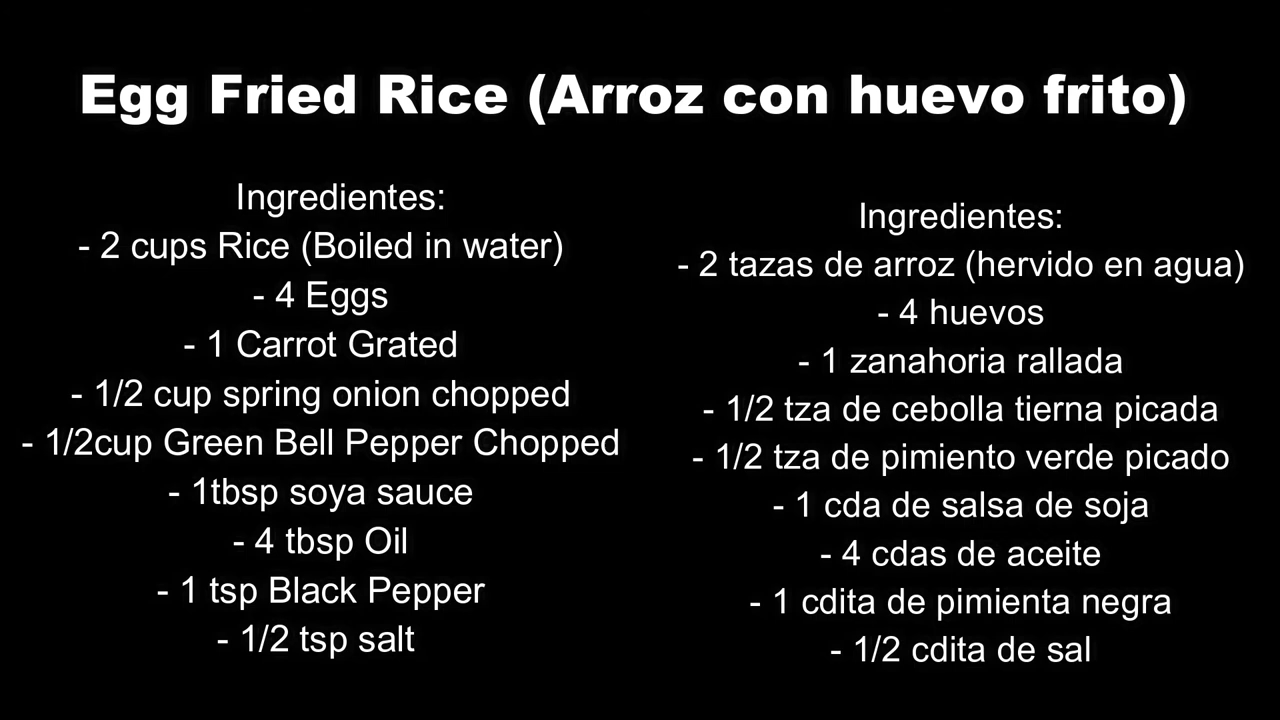 Egg Fried Rice (Arroz con huevo frito)
Ingredientes:
- 2 cups Rice (Boiled in water)
- 4 Eggs
- 1 Carrot Grated
- 1/2 cup spring onion chopped
- 1/2cup Green Bell Pepper Chopped
- 1tbsp soya sauce
- 4 tbsp Oil
- 1 tsp Black Pepper
- 1/2 tsp salt
Ingredientes:
- 2 tazas de arroz (hervido en agua)
- 4 huevos
- 1 zanahoria rallada
- 1/2 tza de cebolla tierna picada
- 1/2 tza de pimiento verde picado
- 1 cda de salsa de soja
- 4 cdas de aceite
- 1 cdita de pimienta negra
- 1/2 cdita de sal